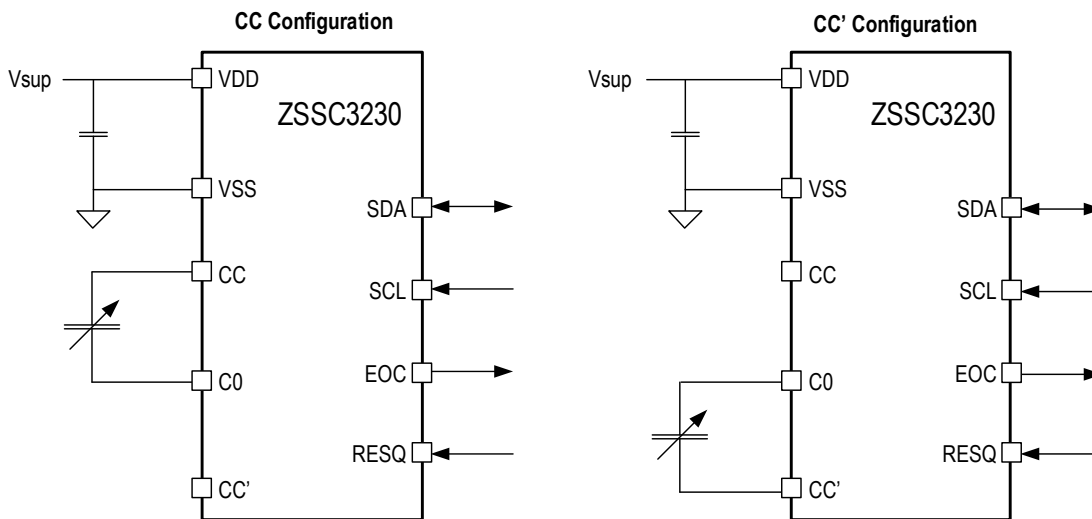 CC Configuration
Vsup
VDD
ZSSC3230
VSS
SDA
CC
SCL
C0
EOC
RESQ
CC'
CC’ Configuration
Vsup
VDD
ZSSC3230
VSS
SDA
CC
SCL
C0
EOC
RESQ
CC'